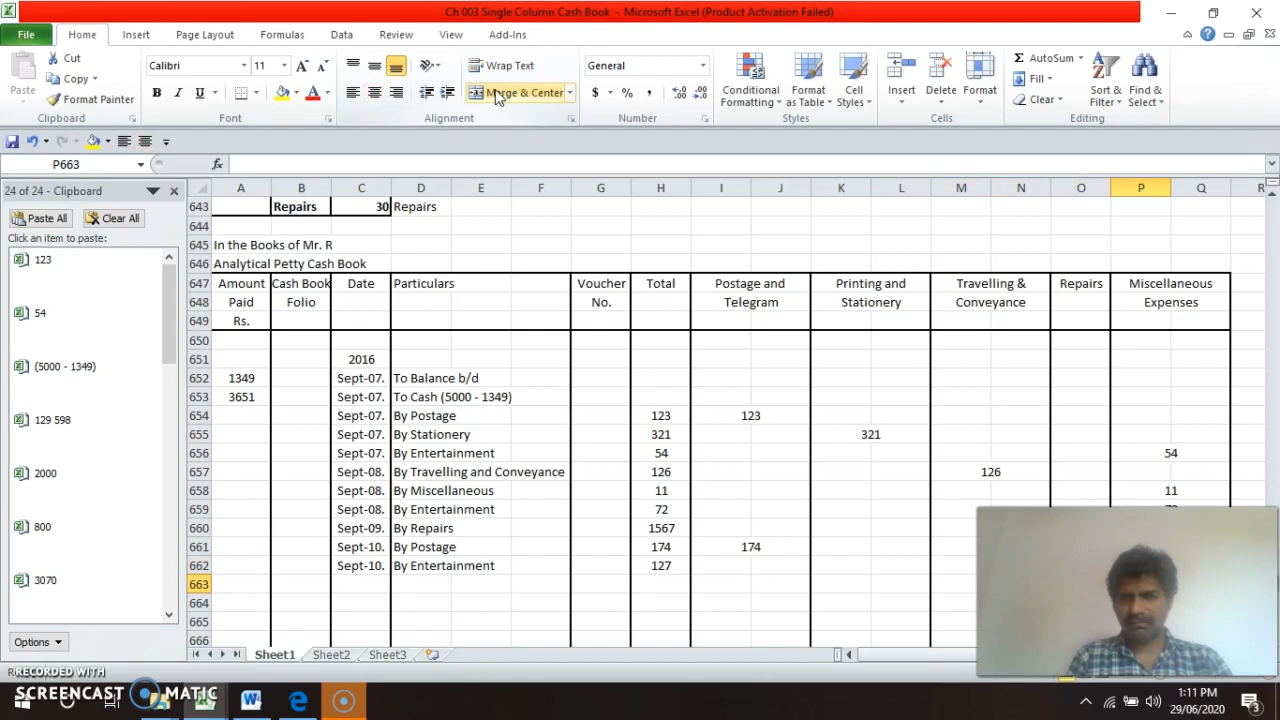 Ch 003 Single Column Cash Book - Microsoft Excel (Product Activation Failed)
File Home Insert Page Layout Formulas Data Review View Add-Ins
Cut
Copy
Paste Format Painter
Calibri 11
B I U
Wrap Text
Merge & Center
General
$ % ,
Conditional Formatting
Format as Table
Cell Styles
Insert Delete Format
AutoSum
Fill
Clear
Sort & Filter
Find & Select
Clipboard Font Alignment Number Styles Cells Editing
P663 fx
24 of 24 - Clipboard
Paste All Clear All
Click an item to paste:
123
54
(5000 - 1349)
129 598
2000
800
3070
Options
A B C D E F G H I J K L M N O P Q R
643 Repairs 30 Repairs
644
645 In the Books of Mr. R
646 Analytical Petty Cash Book
647 Amount Cash Book Date Particulars Voucher Total Postage and Printing and Travelling & Repairs Miscellaneous
648 Paid Folio No. Telegram Stationery Conveyance Expenses
649 Rs.
650
651 2016
652 1349 Sept-07. To Balance b/d
653 3651 Sept-07. To Cash (5000 - 1349)
654 Sept-07. By Postage 123 123
655 Sept-07. By Stationery 321 321
656 Sept-07. By Entertainment 54 54
657 Sept-08. By Travelling and Conveyance 126 126
658 Sept-08. By Miscellaneous 11 11
659 Sept-08. By Entertainment 72
660 Sept-09. By Repairs 1567
661 Sept-10. By Postage 174 174
662 Sept-10. By Entertainment 127
663
664
665
666
Sheet1 Sheet2 Sheet3
RECORDED WITH
SCREENCAST MATIC
1:11 PM
29/06/2020
3